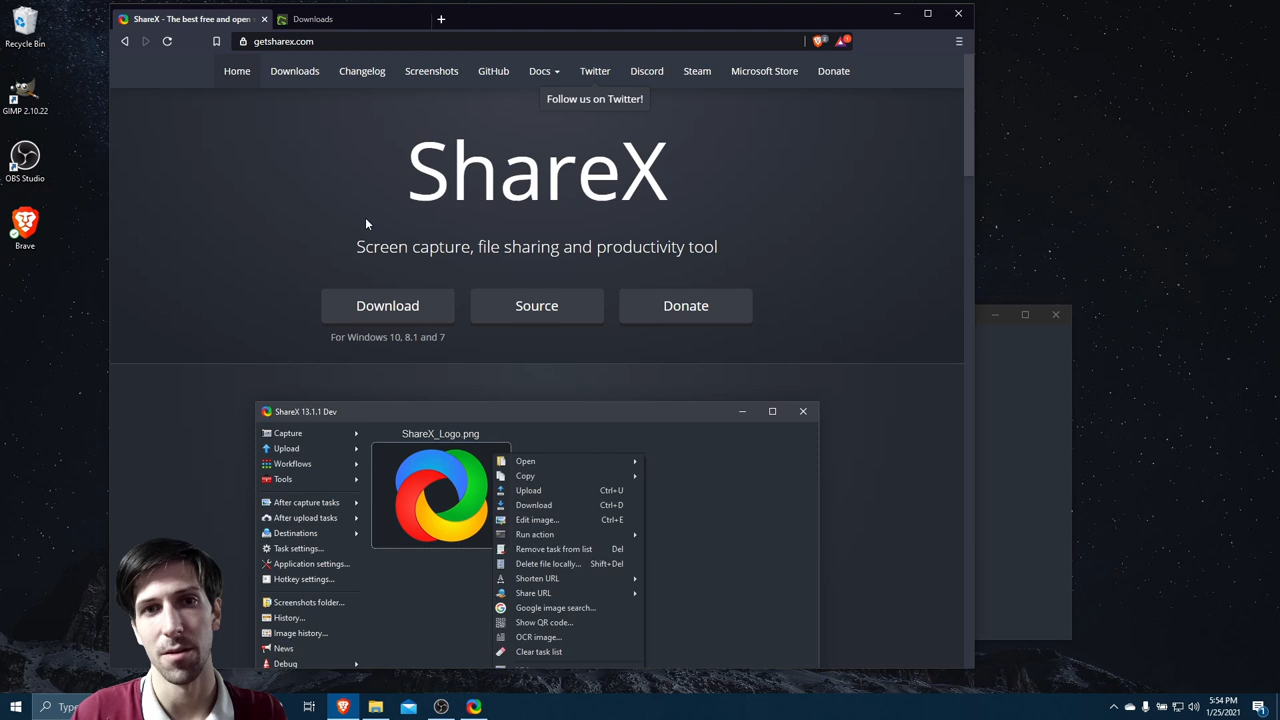 Recycle Bin
GIMP 2.10.22
OBS Studio
Brave
ShareX - The best free and open s
Downloads
getsharex.com
2
1
Home Downloads Changelog Screenshots GitHub Docs Twitter Discord Steam Microsoft Store Donate
Follow us on Twitter!
ShareX
Screen capture, file sharing and productivity tool
Download Source Donate
For Windows 10, 8.1 and 7
ShareX 13.1.1 Dev
Capture
Upload
Workflows
Tools
After capture tasks
After upload tasks
Destinations
Task settings...
Application settings...
Hotkey settings...
Screenshots folder...
History...
Image history...
News
Debug
ShareX_Logo.png
Open
Copy
Upload Ctrl+U
Download Ctrl+D
Edit image... Ctrl+E
Run action
Remove task from list Del
Delete file locally... Shift+Del
Shorten URL
Share URL
Google image search...
Show QR code...
OCR image...
Clear task list
Type
5:54 PM
1/25/2021
1